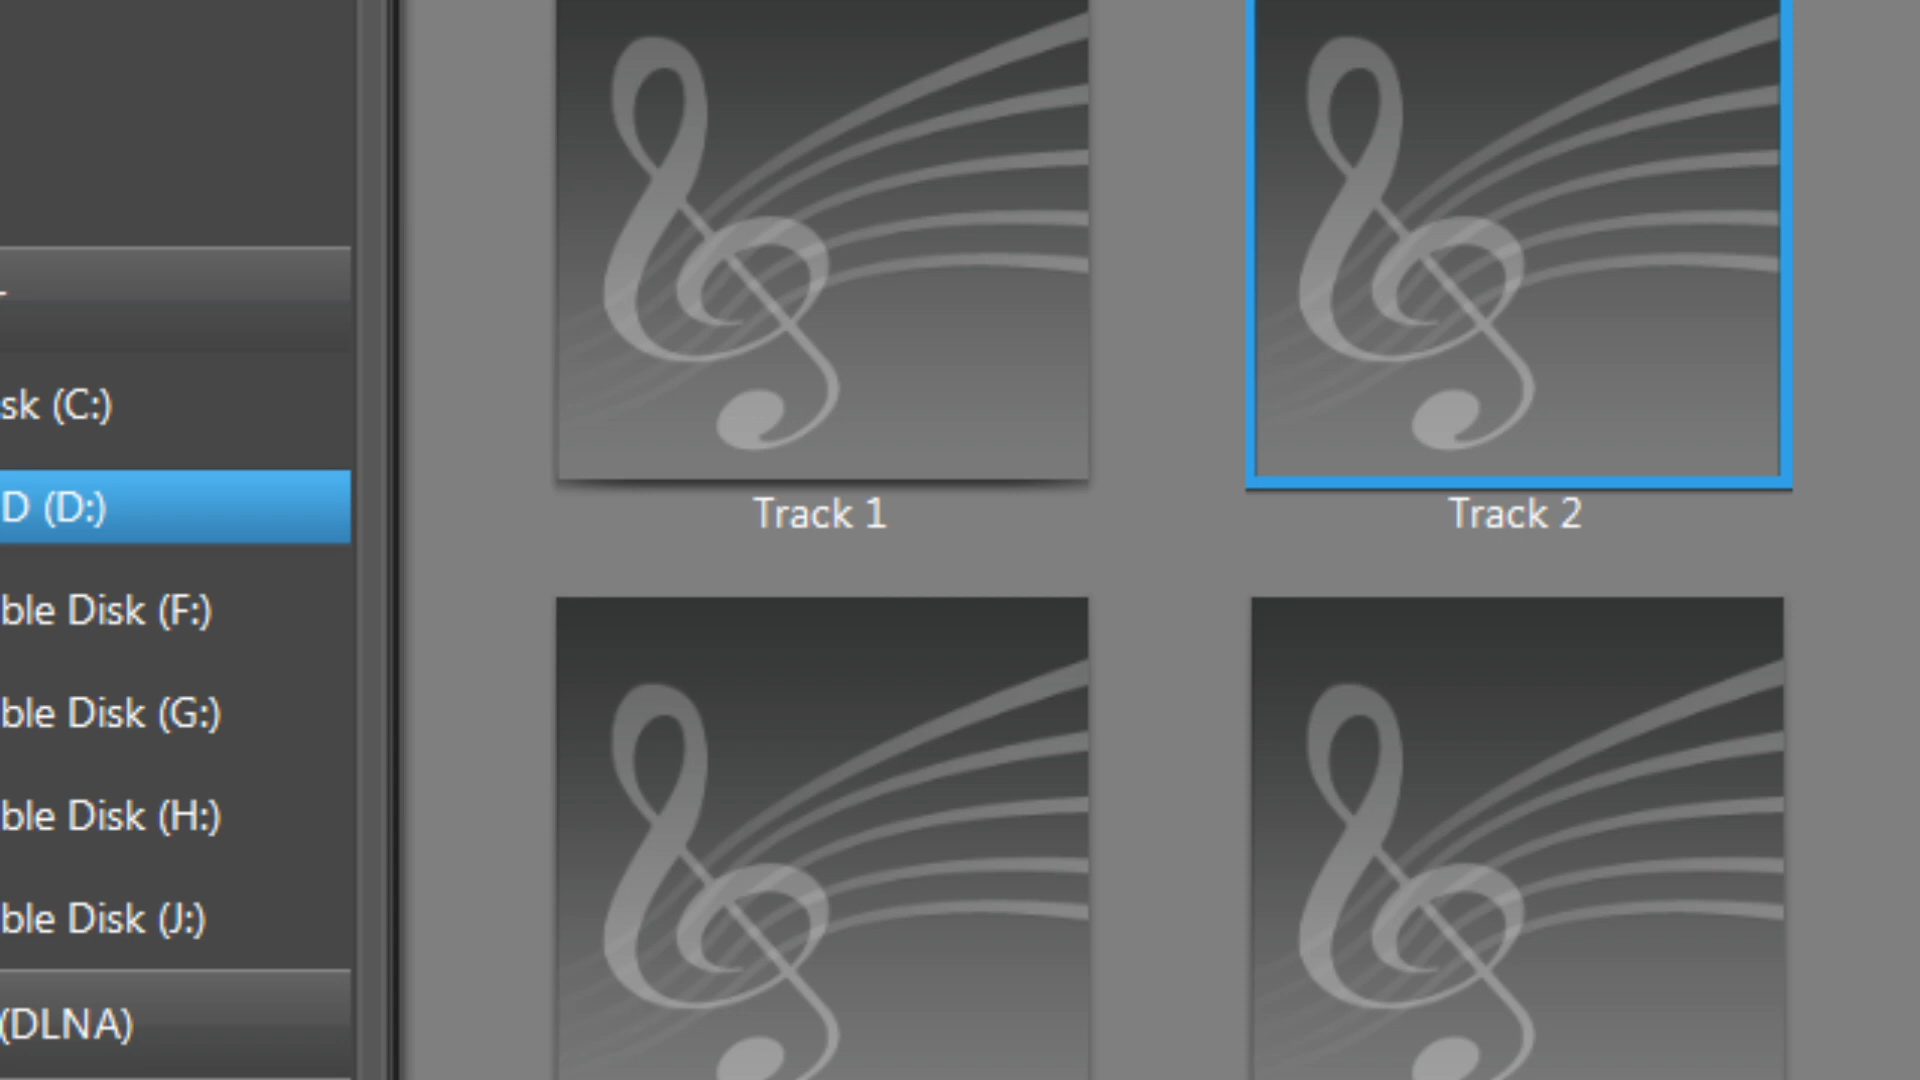 sk (C:)
D (D:)
ble Disk (F:)
ble Disk (G:)
ble Disk (H:)
ble Disk (J:)
(DLNA)
Track 1
Track 2